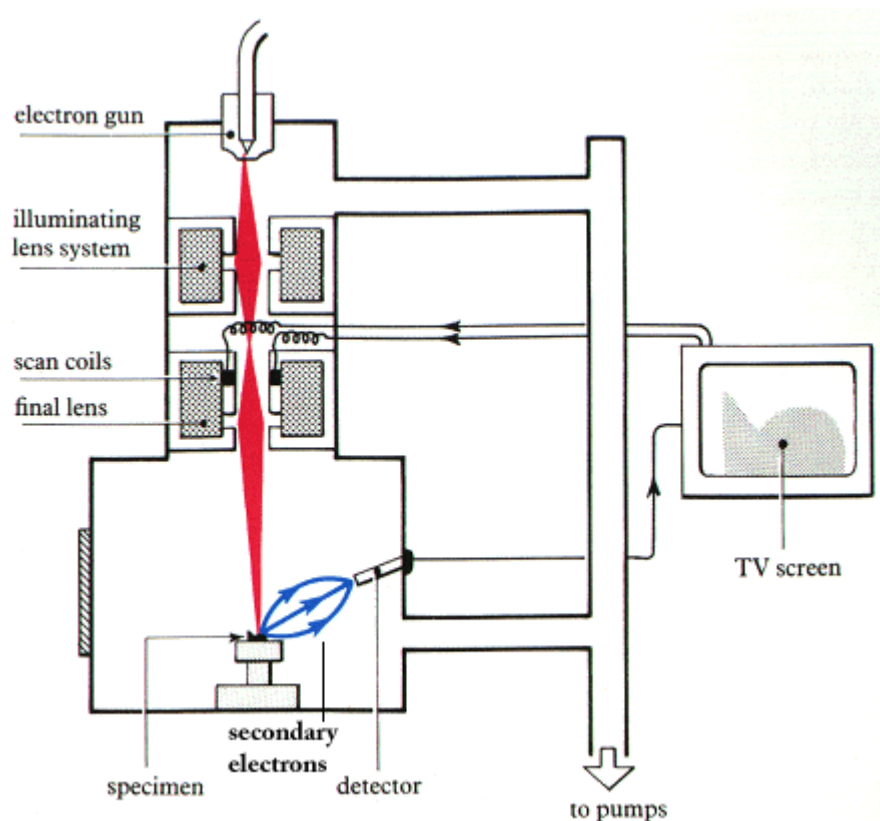 electron gun
illuminating
lens system
scan coils
final lens
TV screen
secondary
electrons
specimen
detector
to pumps